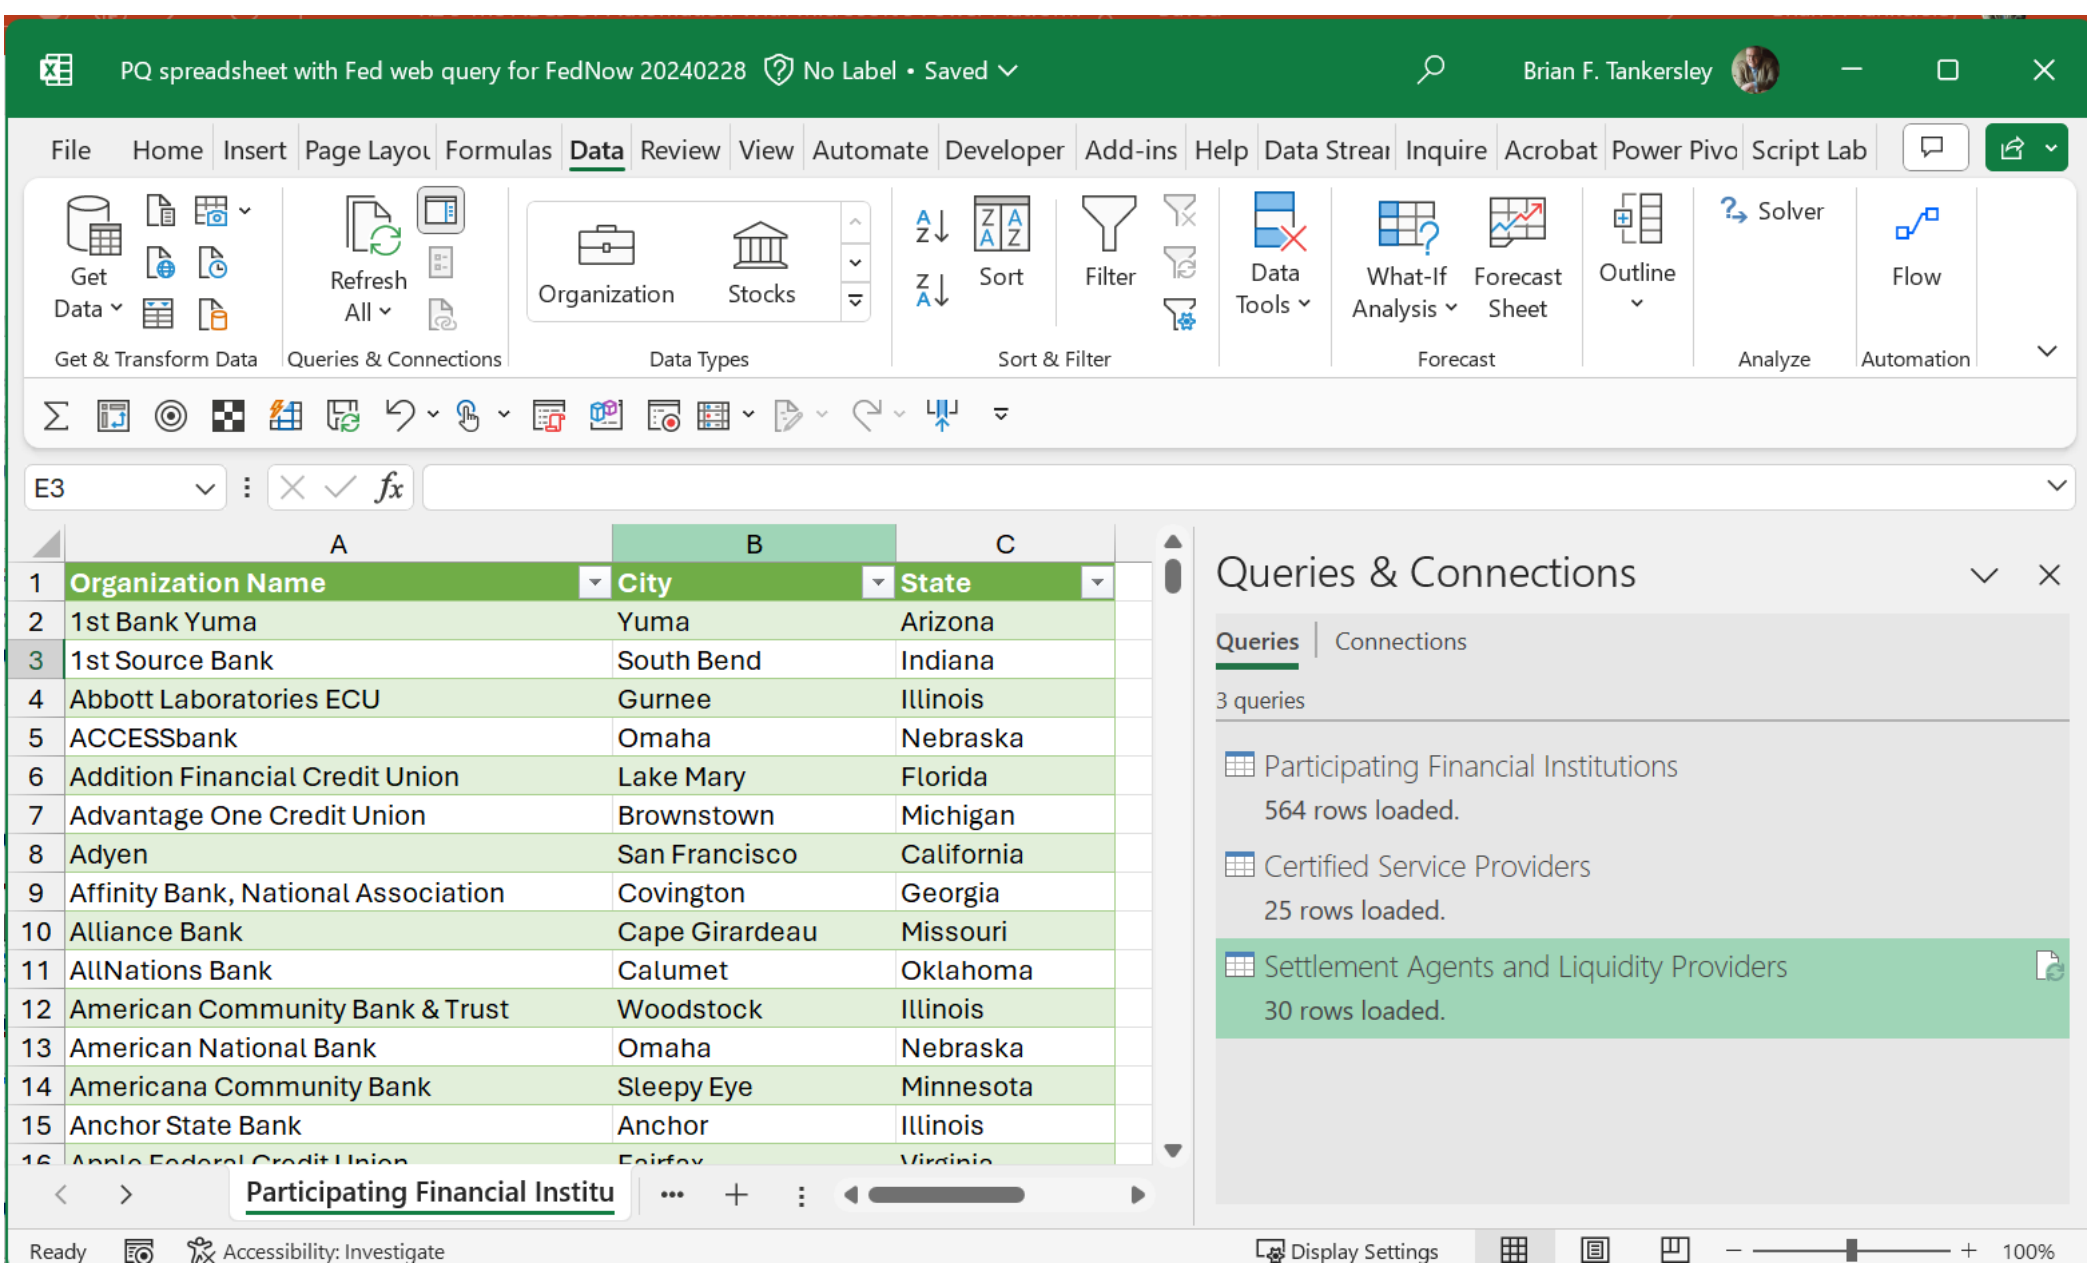 PQ spreadsheet with Fed web query for FedNow 20240228 No Label • Saved
Brian F. Tankersley
File Home Insert Page Layou Formulas Data Review View Automate Developer Add-ins Help Data Strear Inquire Acrobat Power Pivo Script Lab
Get Data
Refresh All
Organization
Stocks
Sort
Filter
Data Tools
What-If Analysis
Forecast Sheet
Outline
Solver
Flow
Get & Transform Data
Queries & Connections
Data Types
Sort & Filter
Forecast
Analyze
Automation
E3
fx
A B C
1 Organization Name City State
2 1st Bank Yuma Yuma Arizona
3 1st Source Bank South Bend Indiana
4 Abbott Laboratories ECU Gurnee Illinois
5 ACCESSbank Omaha Nebraska
6 Addition Financial Credit Union Lake Mary Florida
7 Advantage One Credit Union Brownstown Michigan
8 Adyen San Francisco California
9 Affinity Bank, National Association Covington Georgia
10 Alliance Bank Cape Girardeau Missouri
11 AllNations Bank Calumet Oklahoma
12 American Community Bank & Trust Woodstock Illinois
13 American National Bank Omaha Nebraska
14 Americana Community Bank Sleepy Eye Minnesota
15 Anchor State Bank Anchor Illinois
16 Apple Federal Credit Union Fairfax Virginia
Queries & Connections
Queries Connections
3 queries
Participating Financial Institutions
564 rows loaded.
Certified Service Providers
25 rows loaded.
Settlement Agents and Liquidity Providers
30 rows loaded.
Participating Financial Institu
Ready
Accessibility: Investigate
Display Settings
100%